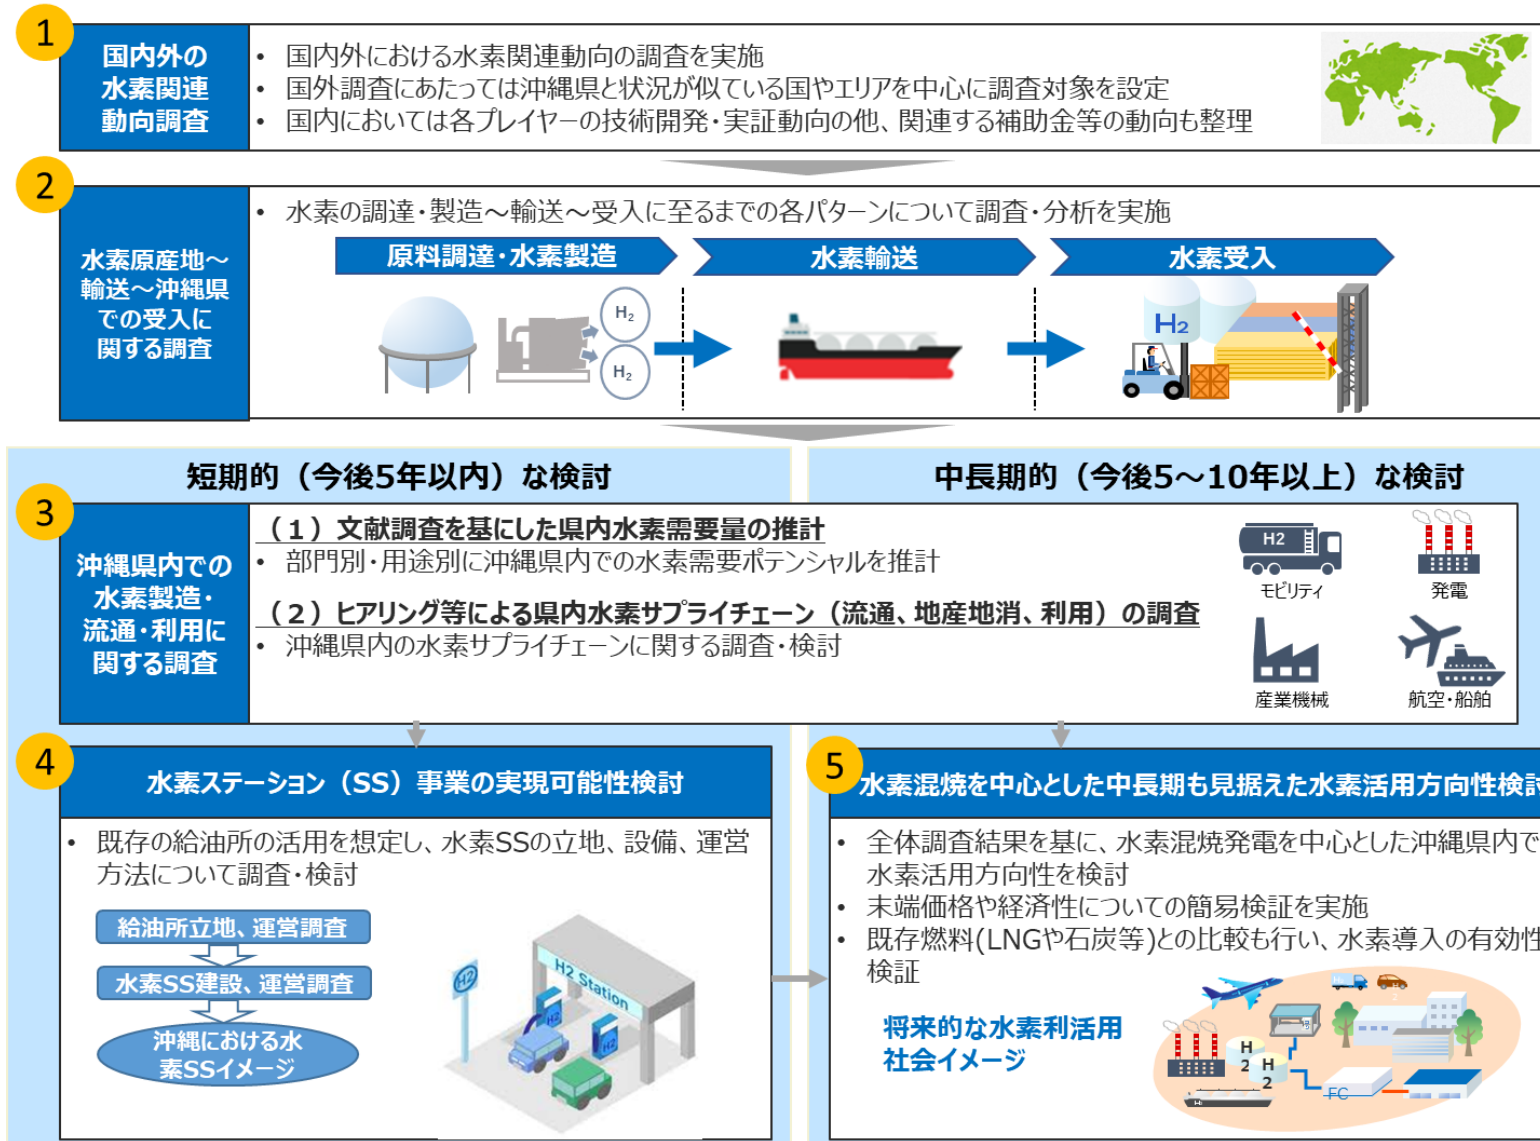 1
国内外の
水素関連
動向調査
• 国内外における水素関連動向の調査を実施
• 国外調査にあたっては沖縄県と状況が似ている国やエリアを中心に調査対象を設定
• 国内においては各プレイヤーの技術開発・実証動向の他、関連する補助金等の動向も整理
2
水素原産地～
輸送～沖縄県
での受入に
関する調査
• 水素の調達・製造～輸送～受入に至るまでの各パターンについて調査・分析を実施
原料調達・水素製造
水素輸送
水素受入
H2
H2
H2
短期的（今後5年以内）な検討
中長期的（今後5～10年以上）な検討
3
沖縄県内での
水素製造・
流通・利用に
関する調査
（１）文献調査を基にした県内水素需要量の推計
• 部門別・用途別に沖縄県内での水素需要ポテンシャルを推計
（２）ヒアリング等による県内水素サプライチェーン（流通、地産地消、利用）の調査
• 沖縄県内の水素サプライチェーンに関する調査・検討
H2
モビリティ
発電
産業機械
航空・船舶
4
水素ステーション（SS）事業の実現可能性検討
• 既存の給油所の活用を想定し、水素SSの立地、設備、運営
方法について調査・検討
給油所立地、運営調査
水素SS建設、運営調査
沖縄における水
素SSイメージ
H2
H2 Station
H2
H2
5
水素混焼を中心とした中長期も見据えた水素活用方向性検討
• 全体調査結果を基に、水素混焼発電を中心とした沖縄県内で
水素活用方向性を検討
• 末端価格や経済性についての簡易検証を実施
• 既存燃料(LNGや石炭等)との比較も行い、水素導入の有効性
検証
将来的な水素利活用
社会イメージ
H
2
H
2
FC